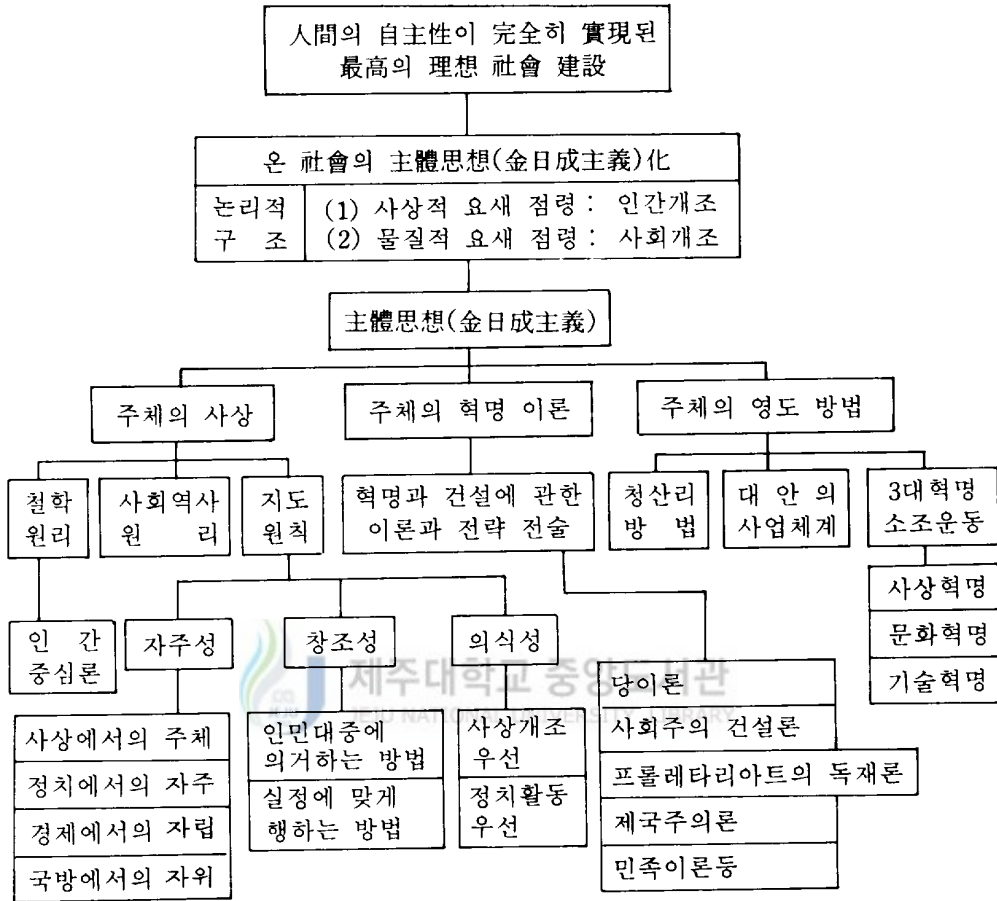 人間의 自主性이 完全히 實現된
最高의 理想 社會 建設
온 社會의 主體思想(金日成主義)化
논리적
구 조
(1) 사상적 요새 점령 : 인간개조
(2) 물질적 요새 점령 : 사회개조
主體思想(金日成主義)
주체의 사상
주체의 혁명 이론
주체의 영도 방법
철학
원리
사회역사
원 리
지도
원칙
혁명과 건설에 관한
이론과 전략 전술
청산리
방 법
대 안 의
사업체계
3대혁명
소조운동
사상혁명
문화혁명
기술혁명
인 간
중심론
자주성
창조성
의식성
사상에서의 주체
정치에서의 자주
경제에서의 자립
국방에서의 자위
인민대중에
의거하는 방법
실정에 맞게
행하는 방법
사상개조
우선
정치활동
우선
당이론
사회주의 건설론
프롤레타리아트의 독재론
제국주의론
민족이론등
제주대학교 중앙도서관
JEJU NATIONAL UNIVERSITY LIBRARY